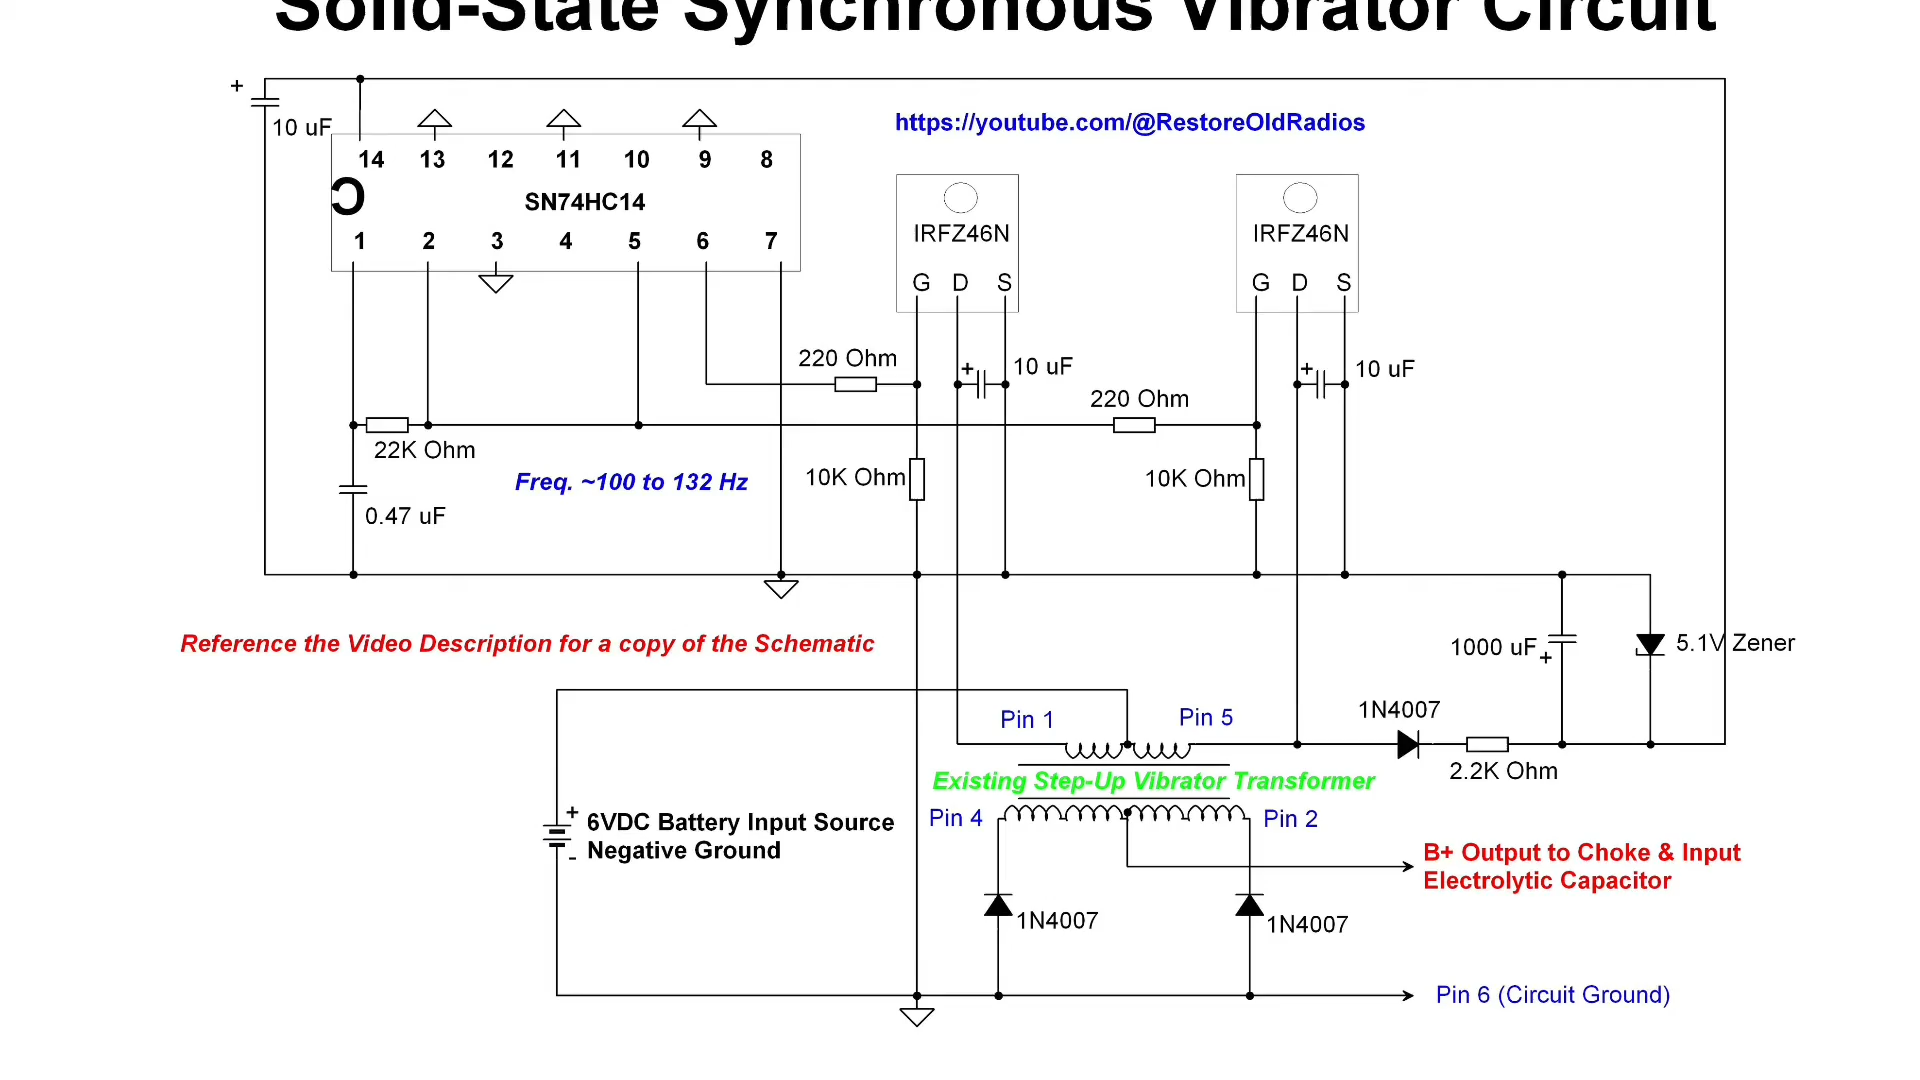 Solid-State Synchronous Vibrator Circuit
+
10 uF
https://youtube.com/@RestoreOldRadios
14 13 12 11 10 9 8
SN74HC14
1 2 3 4 5 6 7
IRFZ46N
G D S
IRFZ46N
G D S
220 Ohm
+
10 uF
+
10 uF
220 Ohm
22K Ohm
Freq. ~100 to 132 Hz
10K Ohm
10K Ohm
0.47 uF
Reference the Video Description for a copy of the Schematic
1000 uF
+
5.1V Zener
Pin 1
Pin 5
1N4007
2.2K Ohm
Existing Step-Up Vibrator Transformer
Pin 4
Pin 2
+
6VDC Battery Input Source
-
Negative Ground
B+ Output to Choke & Input
Electrolytic Capacitor
1N4007
1N4007
Pin 6 (Circuit Ground)